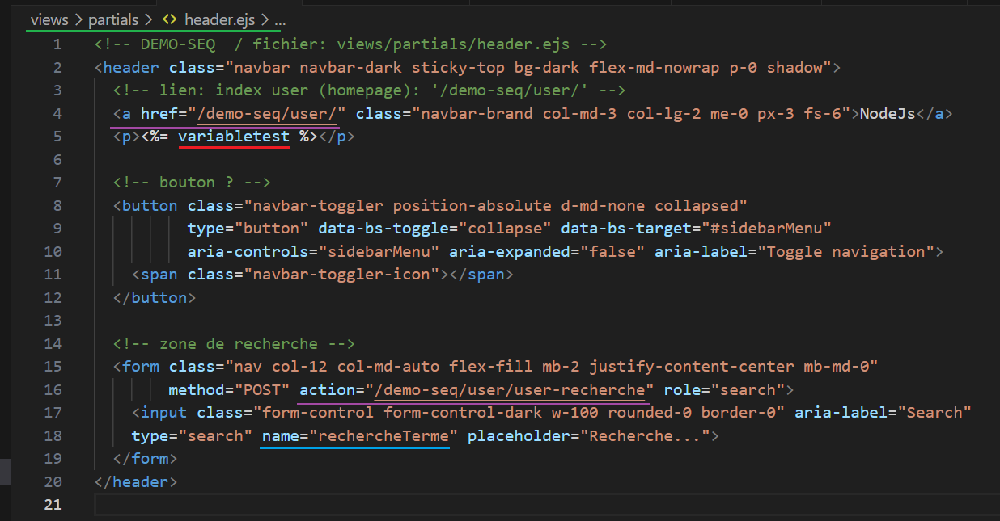 views > partials > <> header.ejs > ...
1 <!-- DEMO-SEQ  / fichier: views/partials/header.ejs -->
2 <header class="navbar navbar-dark sticky-top bg-dark flex-md-nowrap p-0 shadow">
3   <!-- lien: index user (homepage): '/demo-seq/user/' -->
4   <a href="/demo-seq/user/" class="navbar-brand col-md-3 col-lg-2 me-0 px-3 fs-6">NodeJs</a>
5   <p><%= variabletest %></p>
6
7   <!-- bouton ? -->
8   <button class="navbar-toggler position-absolute d-md-none collapsed"
9           type="button" data-bs-toggle="collapse" data-bs-target="#sidebarMenu"
10          aria-controls="sidebarMenu" aria-expanded="false" aria-label="Toggle navigation">
11    <span class="navbar-toggler-icon"></span>
12  </button>
13
14  <!-- zone de recherche -->
15  <form class="nav col-12 col-md-auto flex-fill mb-2 justify-content-center mb-md-0"
16        method="POST" action="/demo-seq/user/user-recherche" role="search">
17    <input class="form-control form-control-dark w-100 rounded-0 border-0" aria-label="Search"
18    type="search" name="rechercheTerme" placeholder="Recherche...">
19  </form>
20 </header>
21